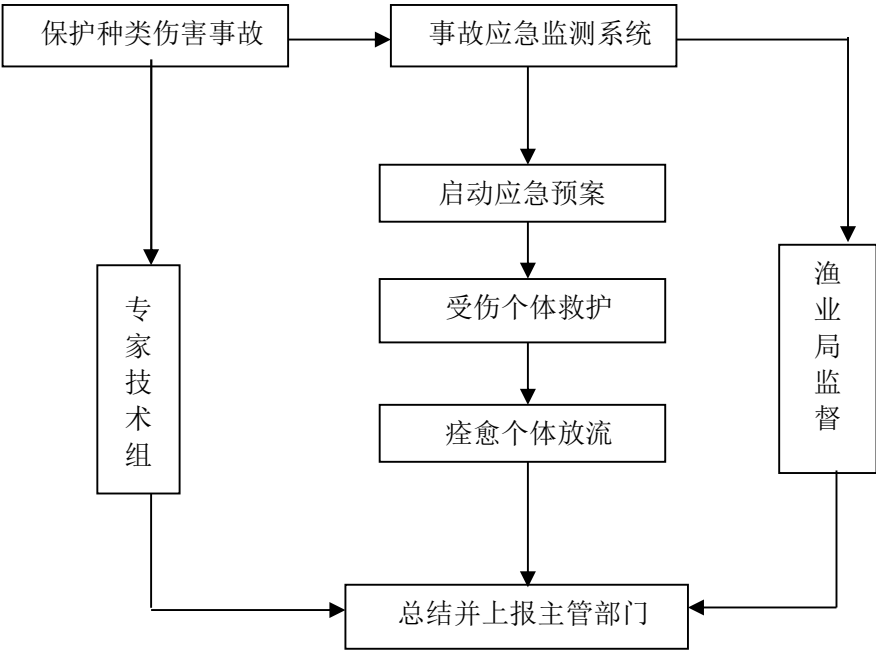 保护种类伤害事故
事故应急监测系统
启动应急预案
受伤个体救护
痊愈个体放流
专家技术组
渔业局监督
总结并上报主管部门